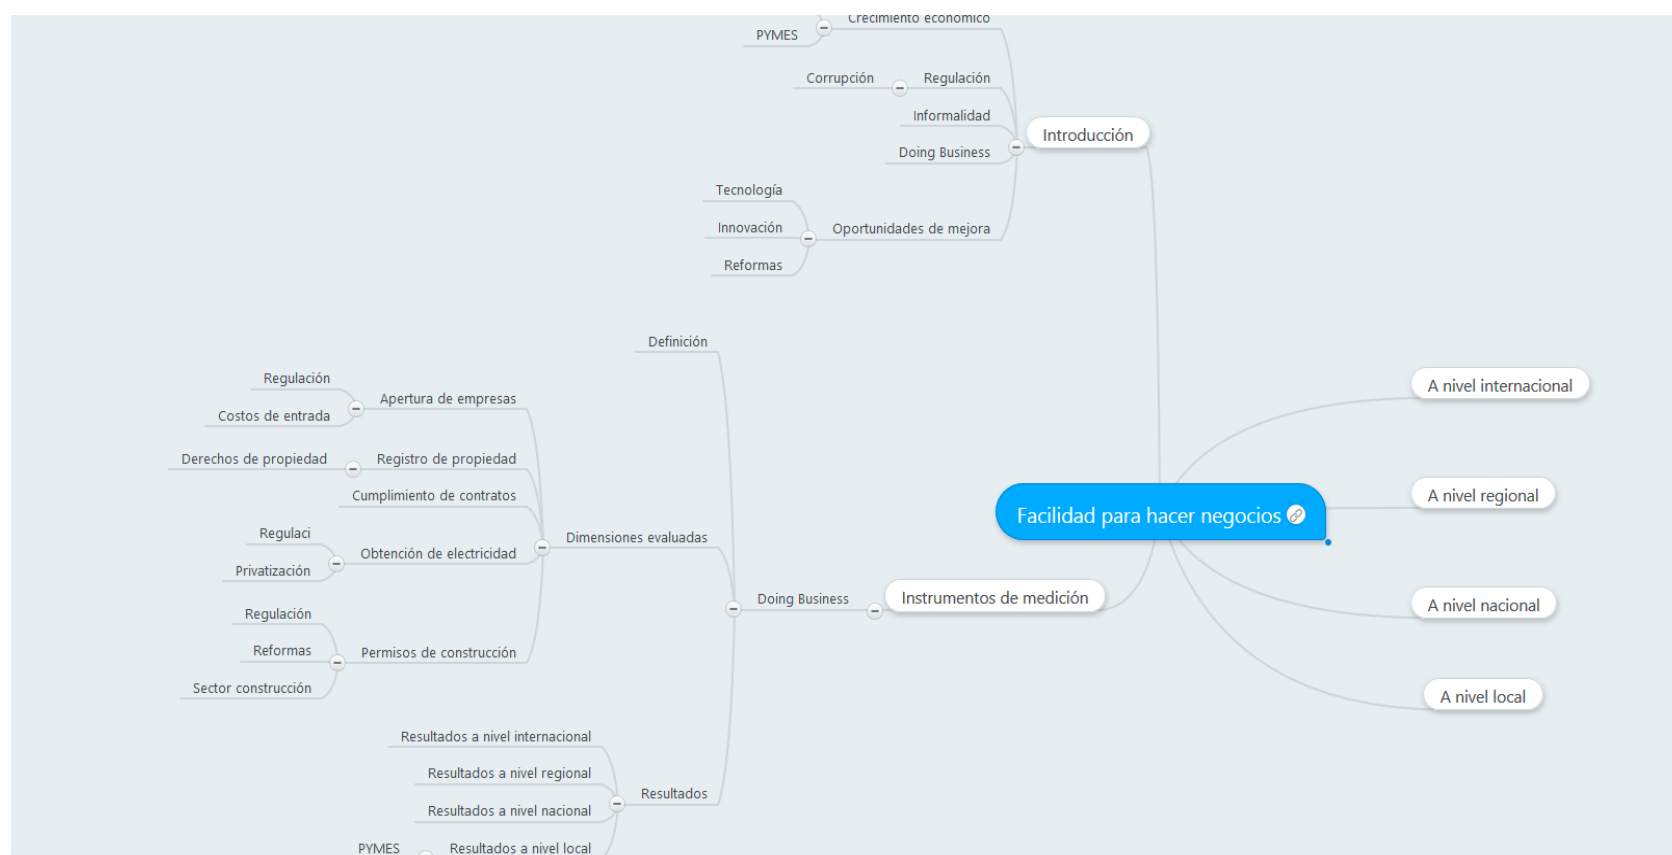 Crecimiento económico
PYMES
Corrupción
Regulación
Informalidad
Doing Business
Introducción
Tecnología
Innovación
Reformas
Oportunidades de mejora
Definición
Regulación
Costos de entrada
Apertura de empresas
Derechos de propiedad
Registro de propiedad
Cumplimiento de contratos
Regulaci
Privatización
Obtención de electricidad
Dimensiones evaluadas
Regulación
Reformas
Sector construcción
Permisos de construcción
Doing Business
Instrumentos de medición
Resultados a nivel internacional
Resultados a nivel regional
Resultados a nivel nacional
PYMES
Resultados a nivel local
Resultados
Facilidad para hacer negocios
A nivel internacional
A nivel regional
A nivel nacional
A nivel local